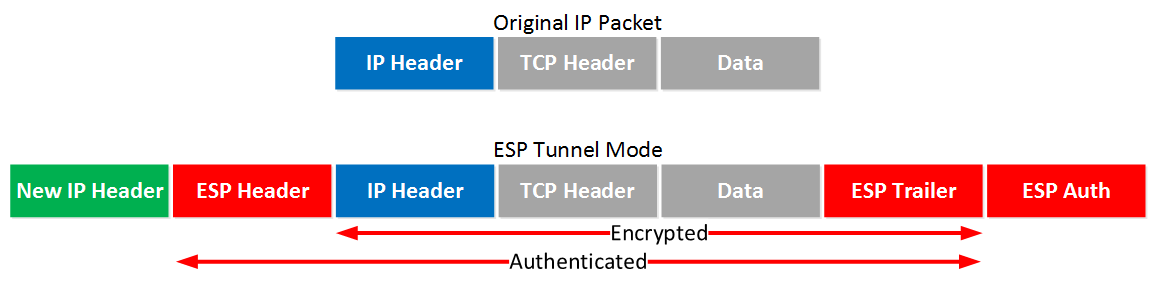 Original IP Packet
IP Header TCP Header Data
ESP Tunnel Mode
New IP Header ESP Header IP Header TCP Header Data ESP Trailer ESP Auth
Encrypted
Authenticated